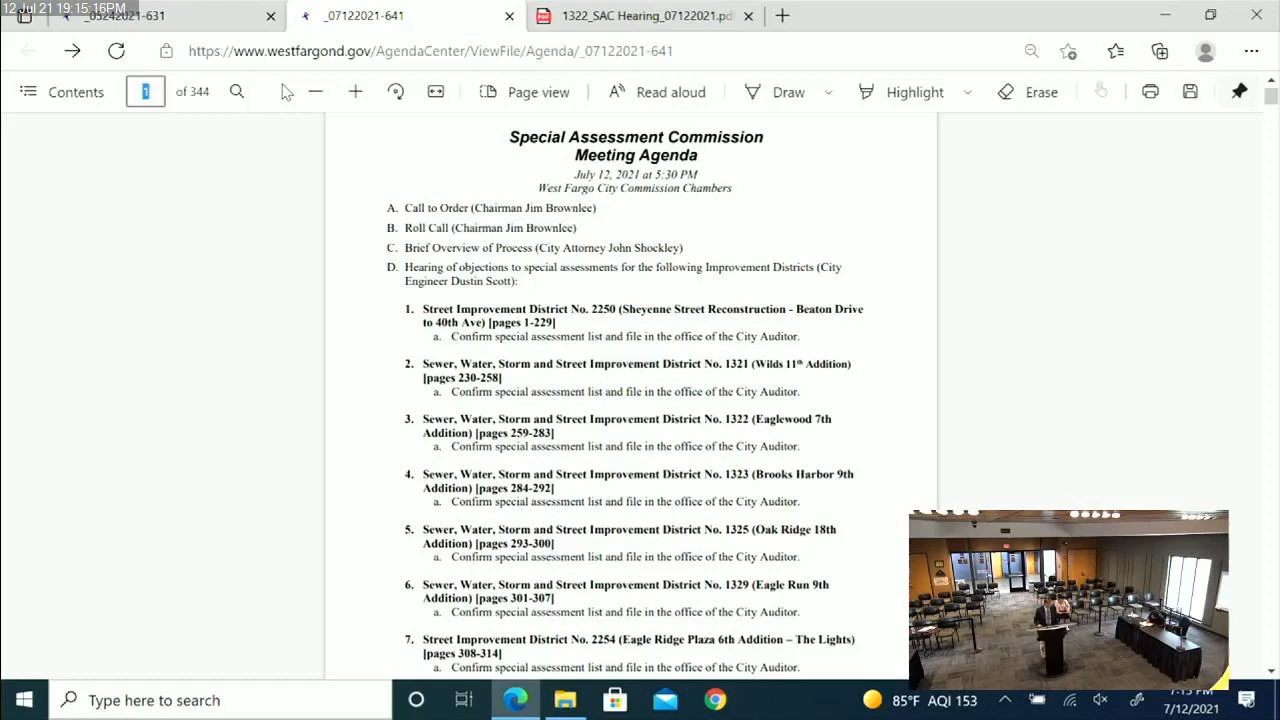 12 Jul 21 19:15:16PM
_05242021-631
_07122021-641
1322_SAC Hearing_07122021.pdf
https://www.westfargond.gov/AgendaCenter/ViewFile/Agenda/_07122021-641
Contents
1
of 344
Page view
Read aloud
Draw
Highlight
Erase
Special Assessment Commission
Meeting Agenda
July 12, 2021 at 5:30 PM
West Fargo City Commission Chambers
A. Call to Order (Chairman Jim Brownlee)
B. Roll Call (Chairman Jim Brownlee)
C. Brief Overview of Process (City Attorney John Shockley)
D. Hearing of objections to special assessments for the following Improvement Districts (City
Engineer Dustin Scott):
1. Street Improvement District No. 2250 (Sheyenne Street Reconstruction - Beaton Drive
to 40th Ave) [pages 1-229]
a. Confirm special assessment list and file in the office of the City Auditor.
2. Sewer, Water, Storm and Street Improvement District No. 1321 (Wilds 11th Addition)
[pages 230-258]
a. Confirm special assessment list and file in the office of the City Auditor.
3. Sewer, Water, Storm and Street Improvement District No. 1322 (Eaglewood 7th
Addition) [pages 259-283]
a. Confirm special assessment list and file in the office of the City Auditor.
4. Sewer, Water, Storm and Street Improvement District No. 1323 (Brooks Harbor 9th
Addition) [pages 284-292]
a. Confirm special assessment list and file in the office of the City Auditor.
5. Sewer, Water, Storm and Street Improvement District No. 1325 (Oak Ridge 18th
Addition) [pages 293-300]
a. Confirm special assessment list and file in the office of the City Auditor.
6. Sewer, Water, Storm and Street Improvement District No. 1329 (Eagle Run 9th
Addition) [pages 301-307]
a. Confirm special assessment list and file in the office of the City Auditor.
7. Street Improvement District No. 2254 (Eagle Ridge Plaza 6th Addition – The Lights)
[pages 308-314]
a. Confirm special assessment list and file in the office of the City Auditor.
Type here to search
85°F AQI 153
7:15 PM
7/12/2021